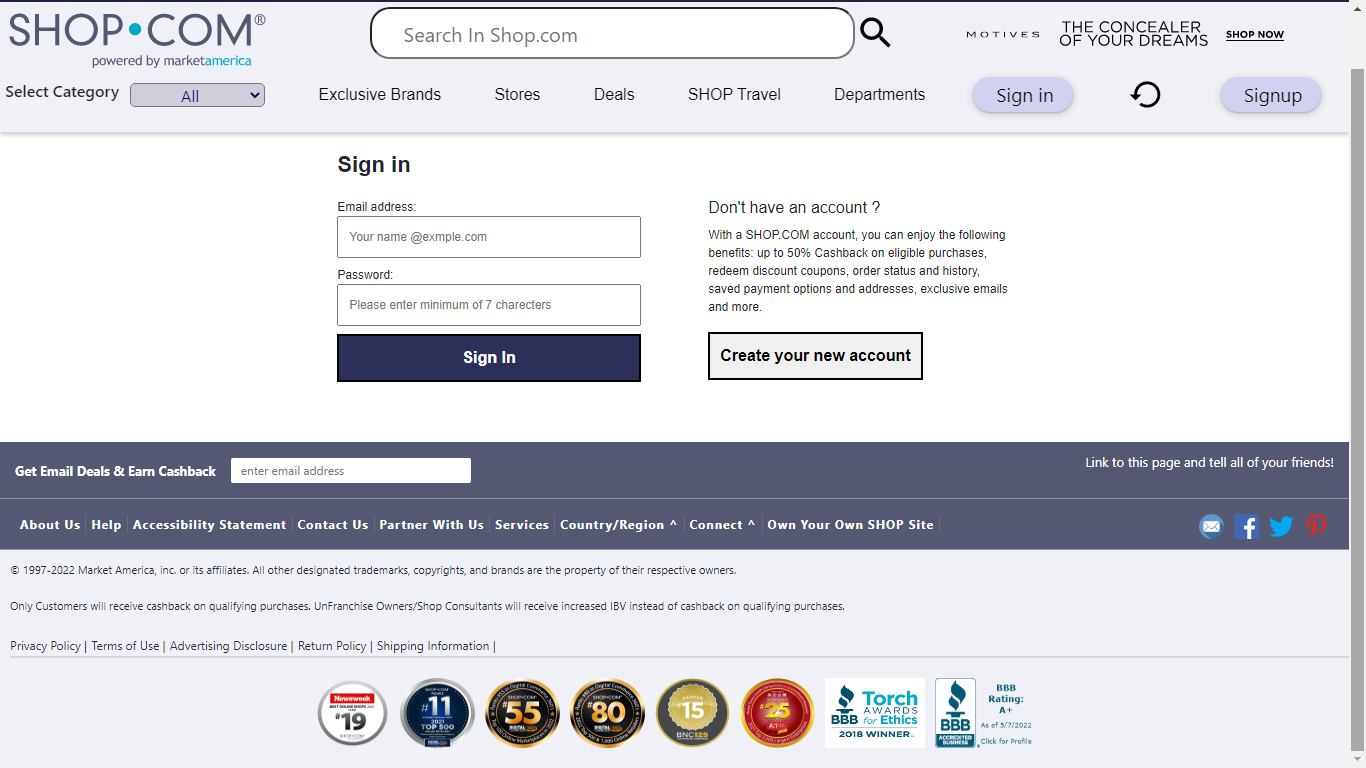 SHOP•COM®
powered by marketamerica
Search In Shop.com
MOTIVES
THE CONCEALER
OF YOUR DREAMS
SHOP NOW
Select Category
All
Exclusive Brands
Stores
Deals
SHOP Travel
Departments
Sign in
Signup
Sign in
Email address:
Your name @exmple.com
Password:
Please enter minimum of 7 charecters
Sign In
Don't have an account ?
With a SHOP.COM account, you can enjoy the following
benefits: up to 50% Cashback on eligible purchases,
redeem discount coupons, order status and history,
saved payment options and addresses, exclusive emails
and more.
Create your new account
Get Email Deals & Earn Cashback
enter email address
Link to this page and tell all of your friends!
About Us
Help
Accessibility Statement
Contact Us
Partner With Us
Services
Country/Region ^
Connect ^
Own Your Own SHOP Site
© 1997-2022 Market America, inc. or its affiliates. All other designated trademarks, copyrights, and brands are the property of their respective owners.
Only Customers will receive cashback on qualifying purchases. UnFranchise Owners/Shop Consultants will receive increased IBV instead of cashback on qualifying purchases.
Privacy Policy | Terms of Use | Advertising Disclosure | Return Policy | Shipping Information |
Newsweek
#19
SHOP•COM
SHOP•COM
RANKS
#11
2021
TOP 500
SHOP•COM
#55
SHOP•COM
#80
#15
BNC125
#25
BBB
Torch
AWARDS
for Ethics
2018 WINNER
BBB
ACCREDITED
BUSINESS
BBB
Rating:
A+
As of 5/7/2022
Click for Profile